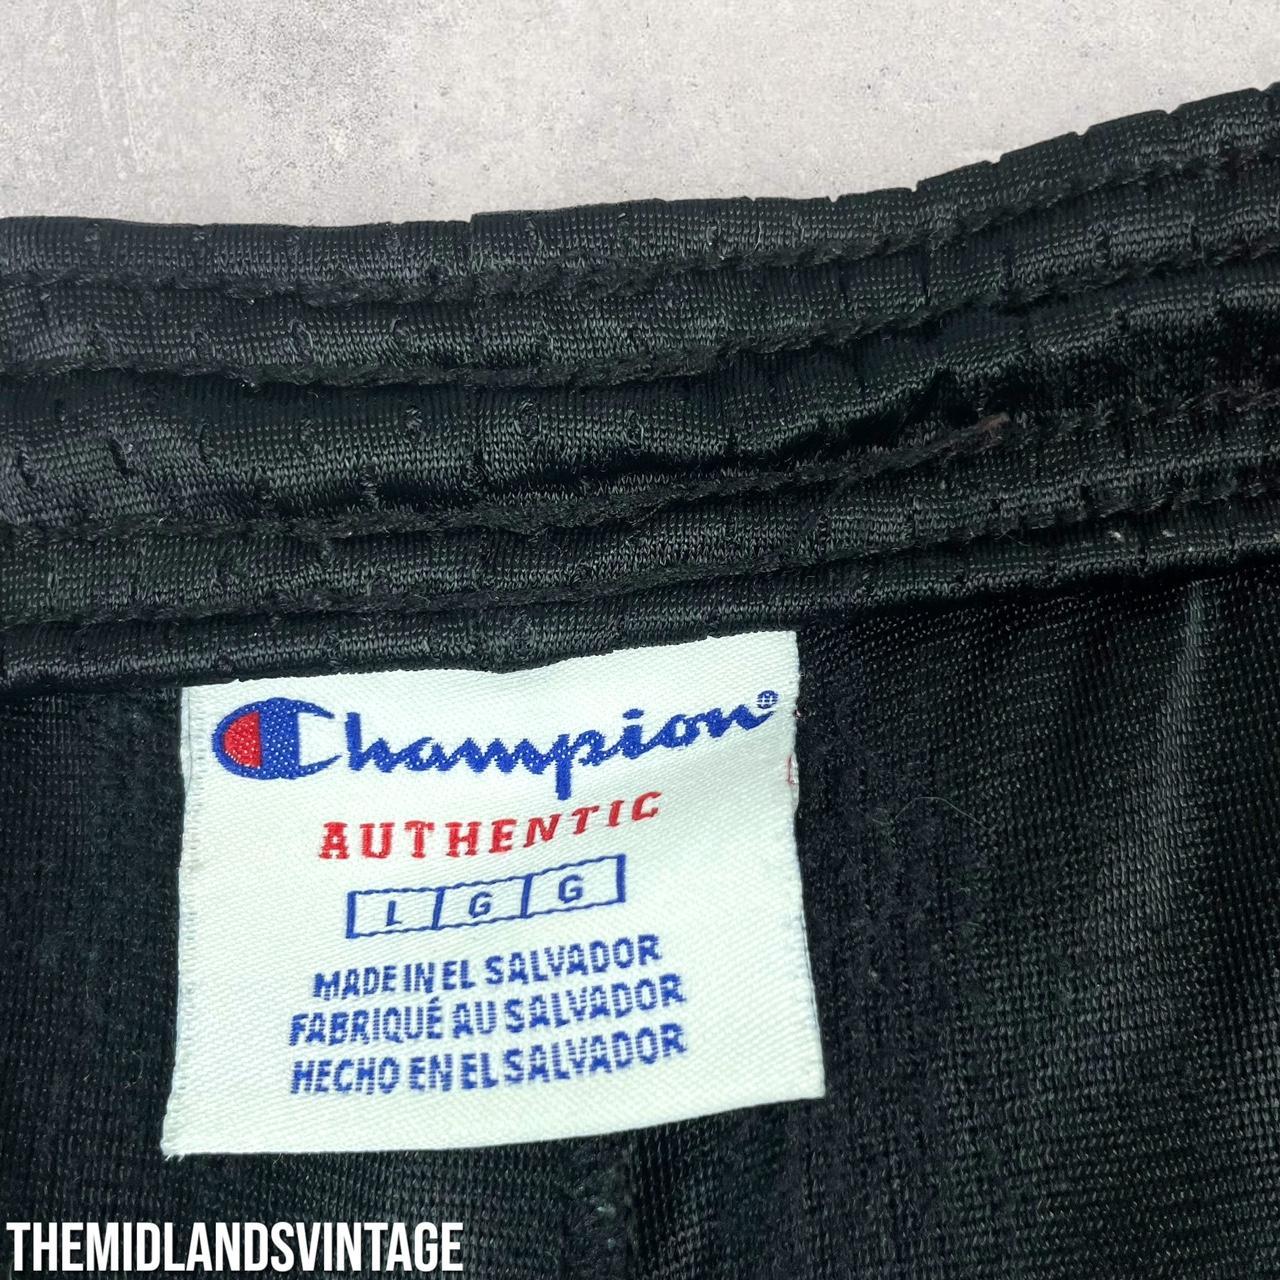 Champion®
AUTHENTIC
L G G
MADE IN EL SALVADOR
FABRIQUÉ AU SALVADOR
HECHO EN EL SALVADOR
THEMIDLANDSVINTAGE